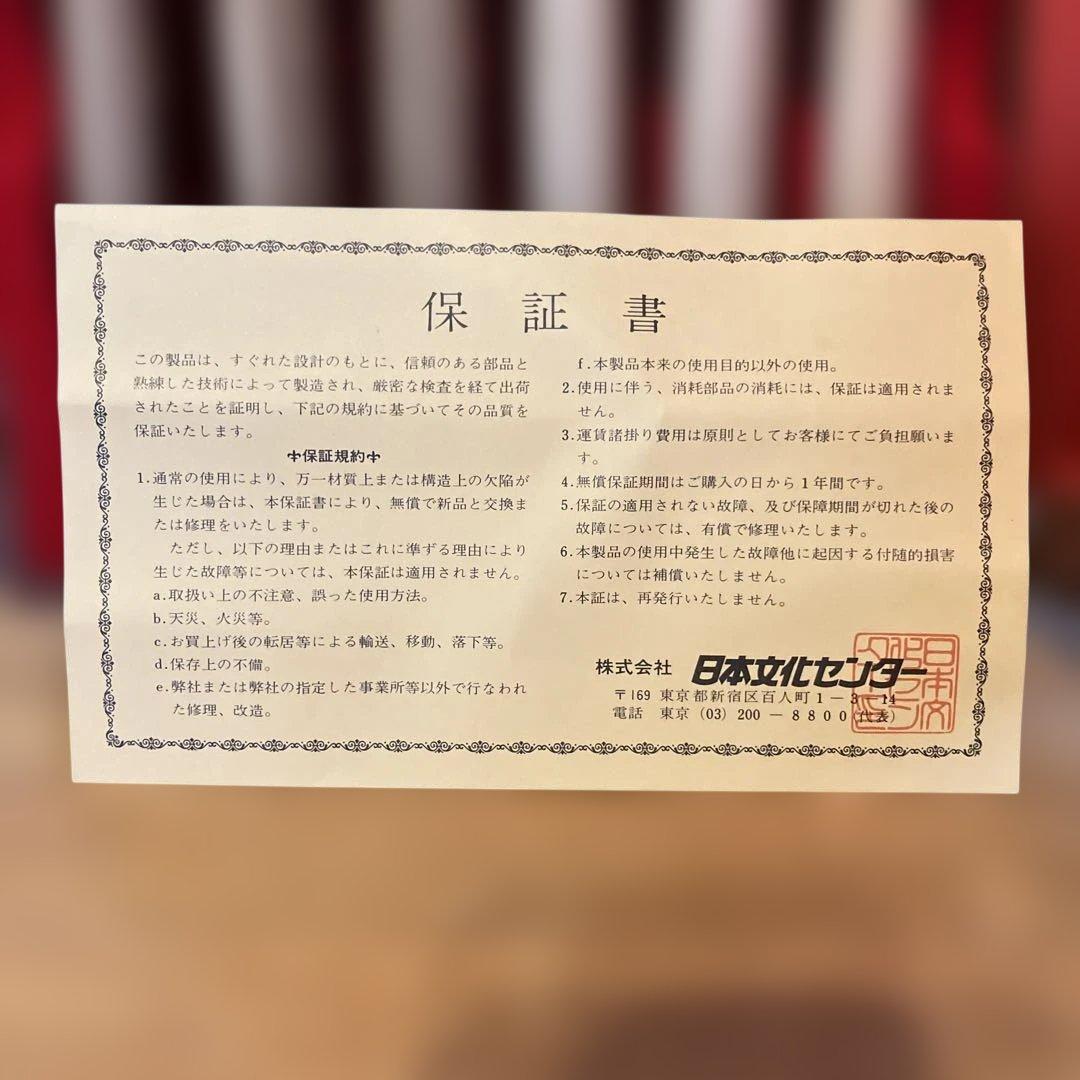 保証書
この製品は、すぐれた設計のもとに、信頼のある部品と
熟練した技術によって製造され、厳密な検査を経て出荷
されたことを証明し、下記の規約に基づいてその品質を
保証いたします。
✢保証規約✢
1.通常の使用により、万一材質上または構造上の欠陥が
生じた場合は、本保証書により、無償で新品と交換ま
たは修理をいたします。
ただし、以下の理由またはこれに準ずる理由により
生じた故障等については、本保証は適用されません。
a.取扱い上の不注意、誤った使用方法。
b.天災、火災等。
c.お買上げ後の転居等による輸送、移動、落下等。
d.保存上の不備。
e.弊社または弊社の指定した事業所等以外で行なわれ
た修理、改造。
f.本製品本来の使用目的以外の使用。
2.使用に伴う、消耗部品の消耗には、保証は適用されま
せん。
3.運賃諸掛り費用は原則としてお客様にてご負担願いま
す。
4.無償保証期間はご購入の日から1年間です。
5.保証の適用されない故障、及び保障期間が切れた後の
故障については、有償で修理いたします。
6.本製品の使用中発生した故障他に起因する付随的損害
については補償いたしません。
7.本証は、再発行いたしません。
株式会社 日本文化センター
〒169 東京都新宿区百人町1－3－14
電話 東京(03)200－8800(代表)